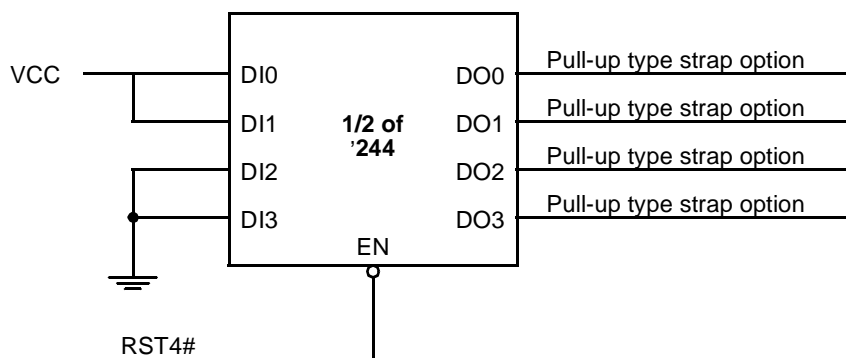 VCC
DI0
DI1
DI2
DI3
1/2 of
'244
DO0
DO1
DO2
DO3
EN
Pull-up type strap option
Pull-up type strap option
Pull-up type strap option
Pull-up type strap option
RST4#